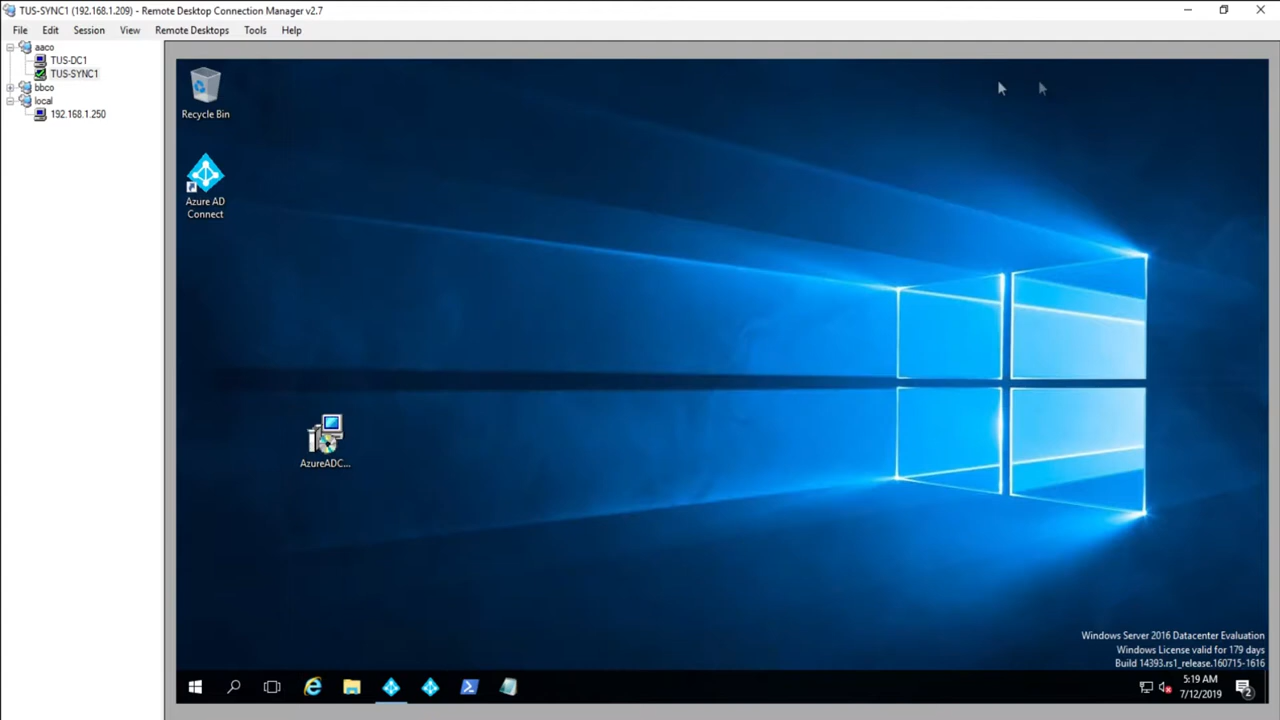 TUS-SYNC1 (192.168.1.209) - Remote Desktop Connection Manager v2.7
File Edit Session View Remote Desktops Tools Help
aaco
TUS-DC1
TUS-SYNC1
bbco
local
192.168.1.250
Recycle Bin
Azure AD
Connect
AzureADC...
Windows Server 2016 Datacenter Evaluation
Windows License valid for 179 days
Build 14393.rs1_release.160715-1616
5:19 AM
7/12/2019
2